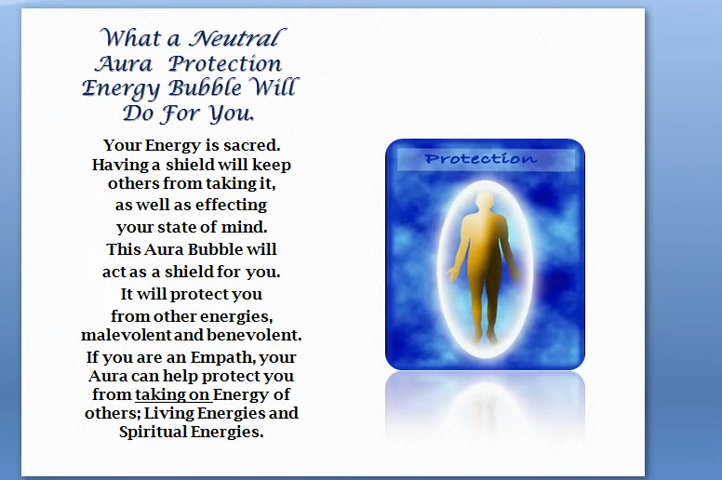 What a Neutral
Aura Protection
Energy Bubble Will
Do For You.
Your Energy is sacred.
Having a shield will keep
others from taking it,
as well as effecting
your state of mind.
This Aura Bubble will
act as a shield for you.
It will protect you
from other energies,
malevolent and benevolent.
If you are an Empath, your
Aura can help protect you
from taking on Energy of
others; Living Energies and
Spiritual Energies.
Protection